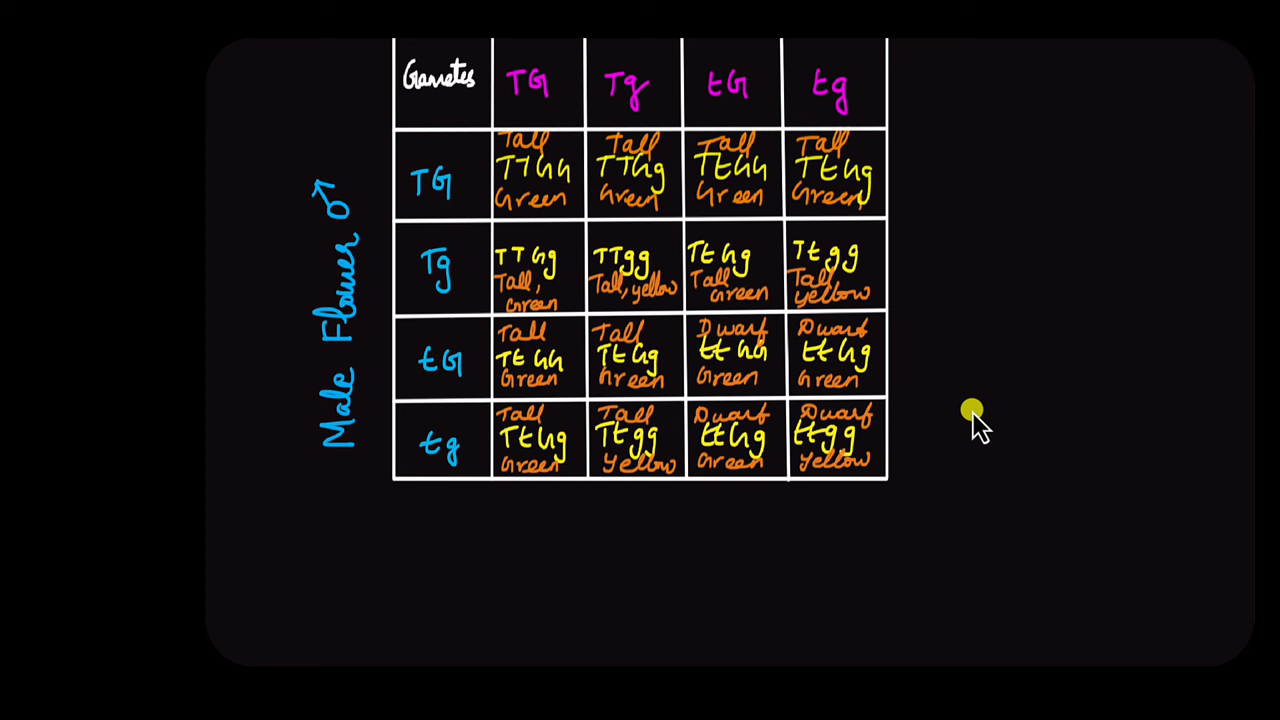 Gametes TG Tg tG tg
Tall Tall Tall Tall
TG TTGG TTGg TtGG TtGg
Green Green Green Green
Tg TTGg TTgg TtGg Ttgg
Tall, Tall, yellow Tall Tall
Green Green yellow
Tall Tall Dwarf Dwarf
tG TtGG TtGg ttGG ttGg
Green Green Green Green
Tall Tall Dwarf Dwarf
tg TtGg Ttgg ttGg ttgg
Green Yellow Green Yellow
Male Flower ♂